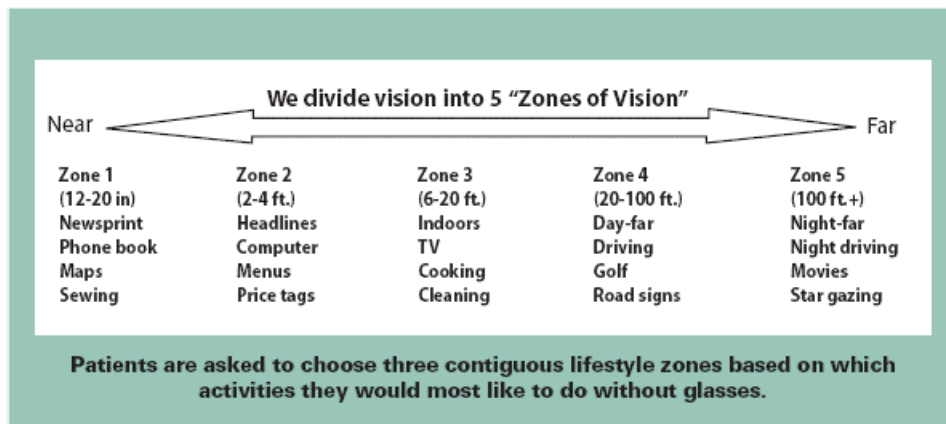 We divide vision into 5 “Zones of Vision”
Near
Far
Zone 1
(12-20 in)
Newsprint
Phone book
Maps
Sewing
Zone 2
(2-4 ft.)
Headlines
Computer
Menus
Price tags
Zone 3
(6-20 ft.)
Indoors
TV
Cooking
Cleaning
Zone 4
(20-100 ft.)
Day-far
Driving
Golf
Road signs
Zone 5
(100 ft.+)
Night-far
Night driving
Movies
Star gazing
Patients are asked to choose three contiguous lifestyle zones based on which
activities they would most like to do without glasses.